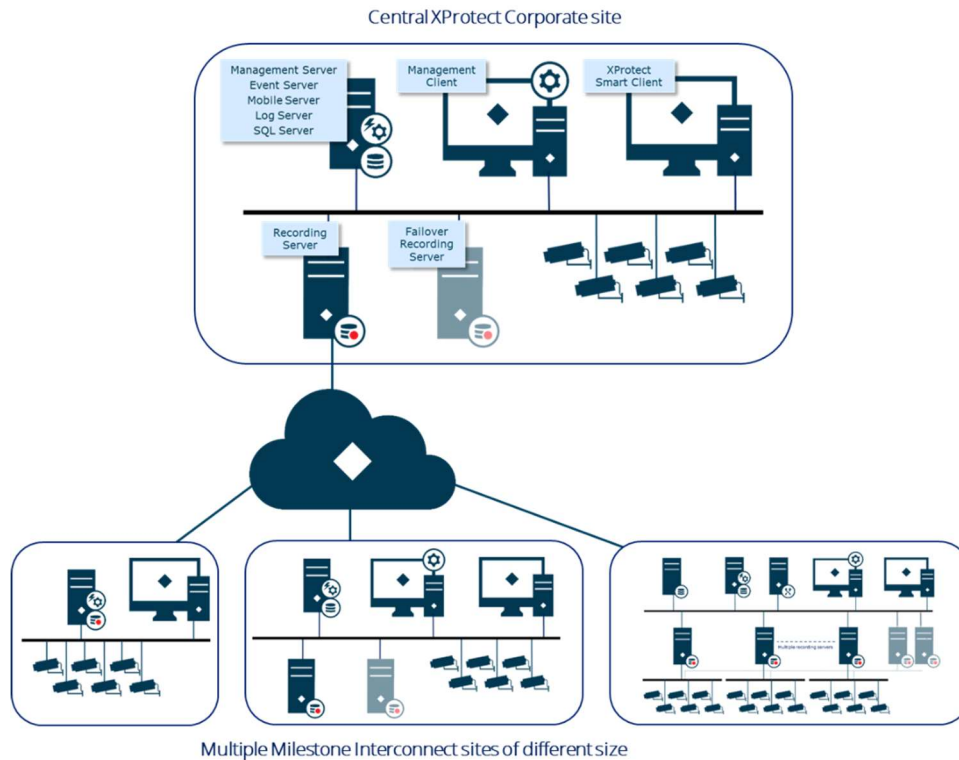 Central XProtect Corporate site
Management Server
Event Server
Mobile Server
Log Server
SQL Server
Management
Client
XProtect
Smart Client
Recording
Server
Failover
Recording
Server
Multiple recording servers
Multiple Milestone Interconnect sites of different size